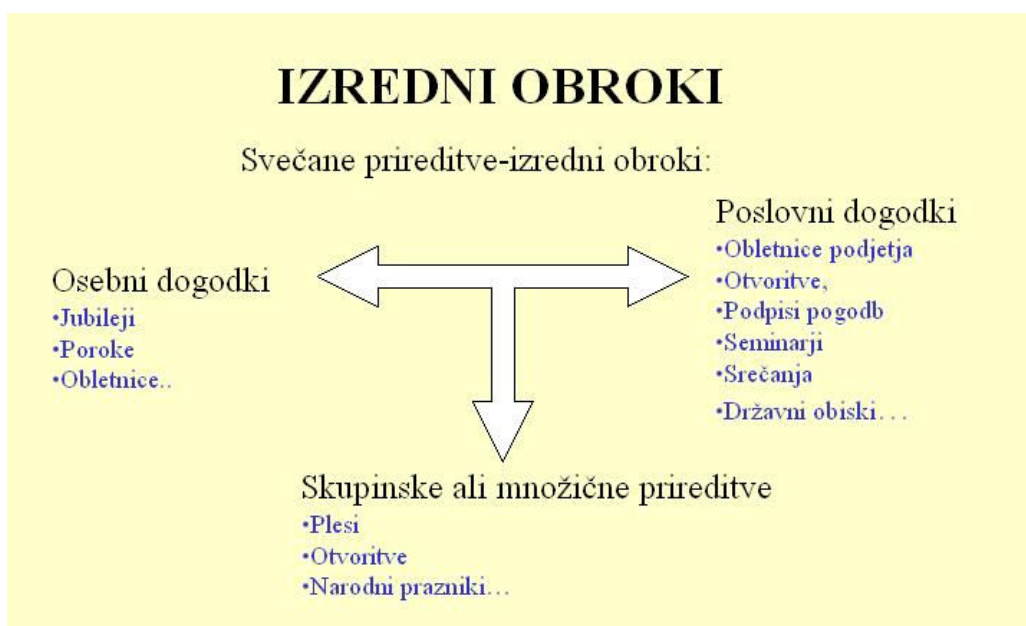 IZREDNI OBROKI
Svečane prireditve-izredni obroki:
Osebni dogodki
•Jubileji
•Poroke
•Obletnice..
Poslovni dogodki
•Obletnice podjetja
•Otvoritve,
•Podpisi pogodb
•Seminarji
•Srečanja
•Državni obiski…
Skupinske ali množične prireditve
•Plesi
•Otvoritve
•Narodni prazniki…